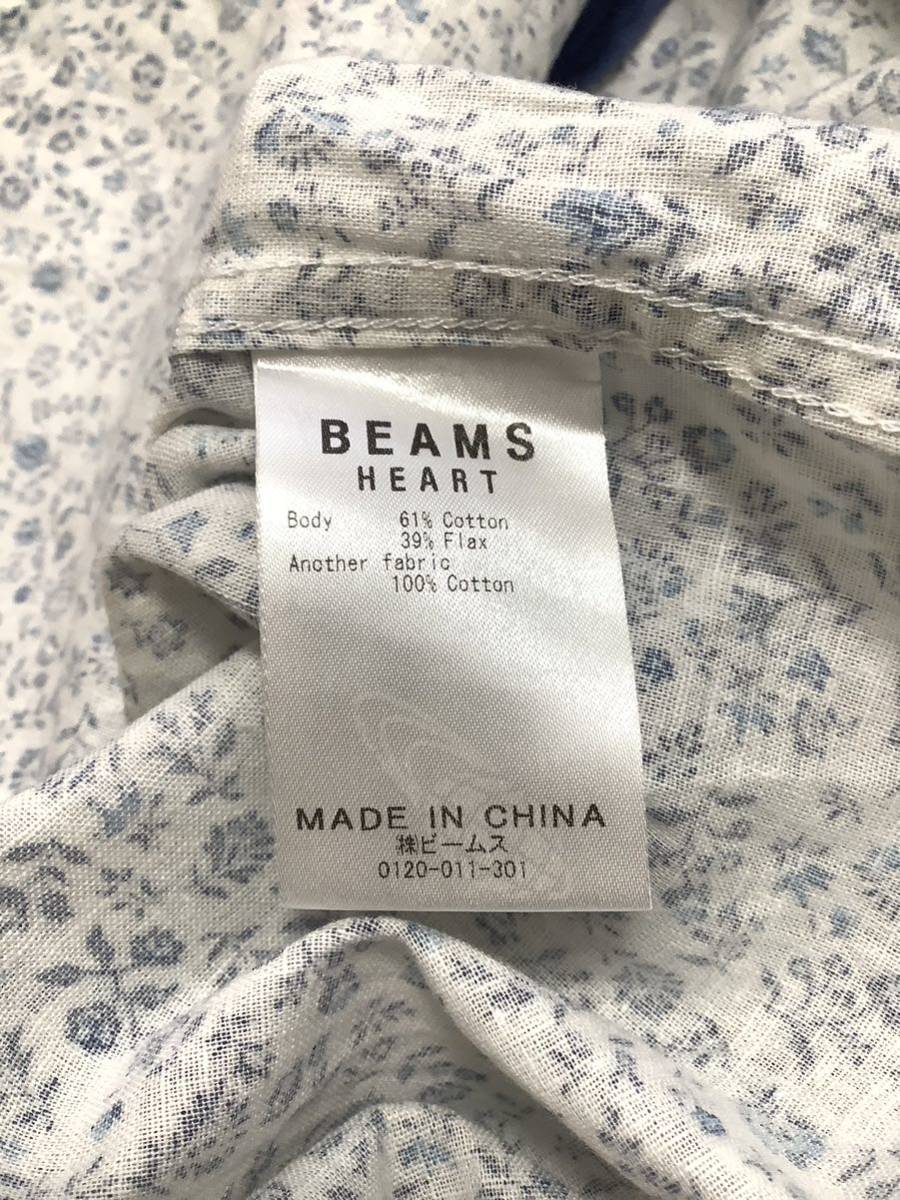 BEAMS
HEART
Body 61% Cotton
39% Flax
Another fabric
100% Cotton
MADE IN CHINA
㈱ビームス
0120-011-301